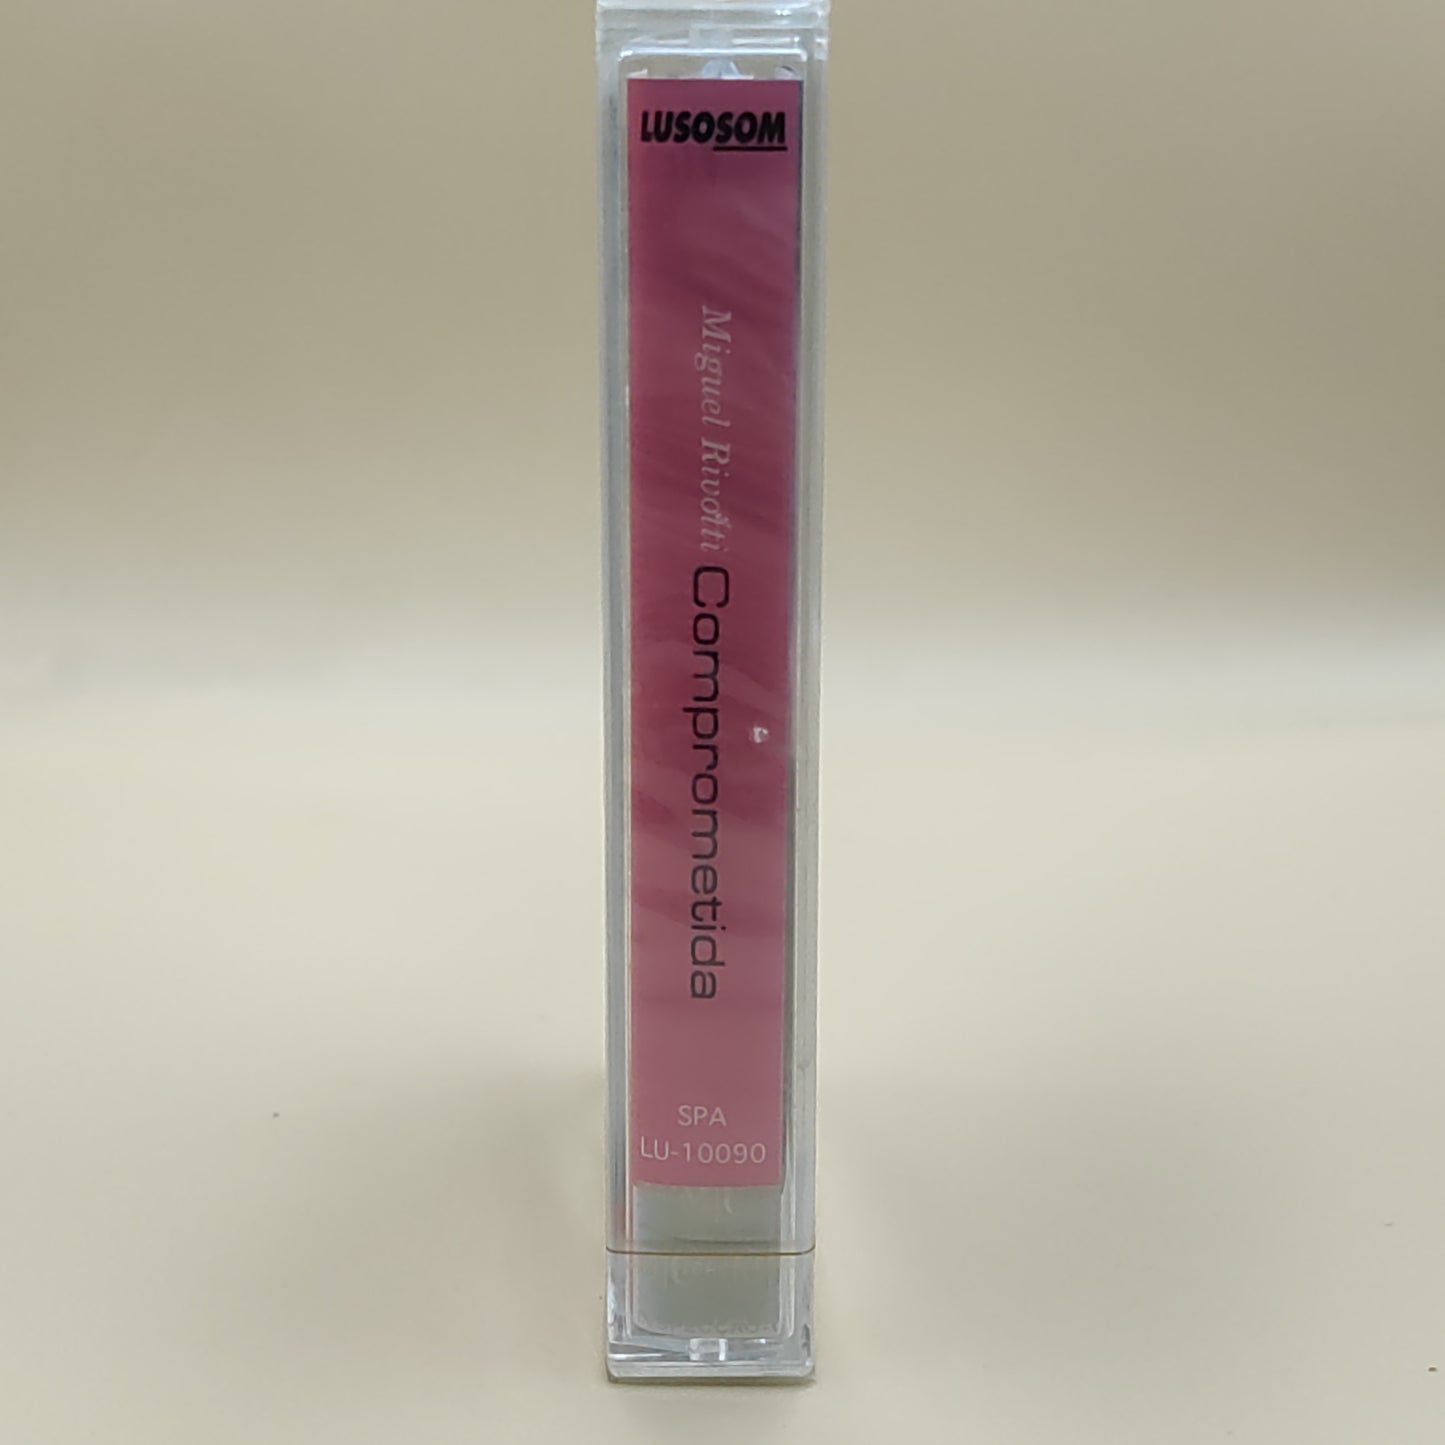 LUSOSOM
Miguel Rivotti Comprometida
SPA
LU-10090